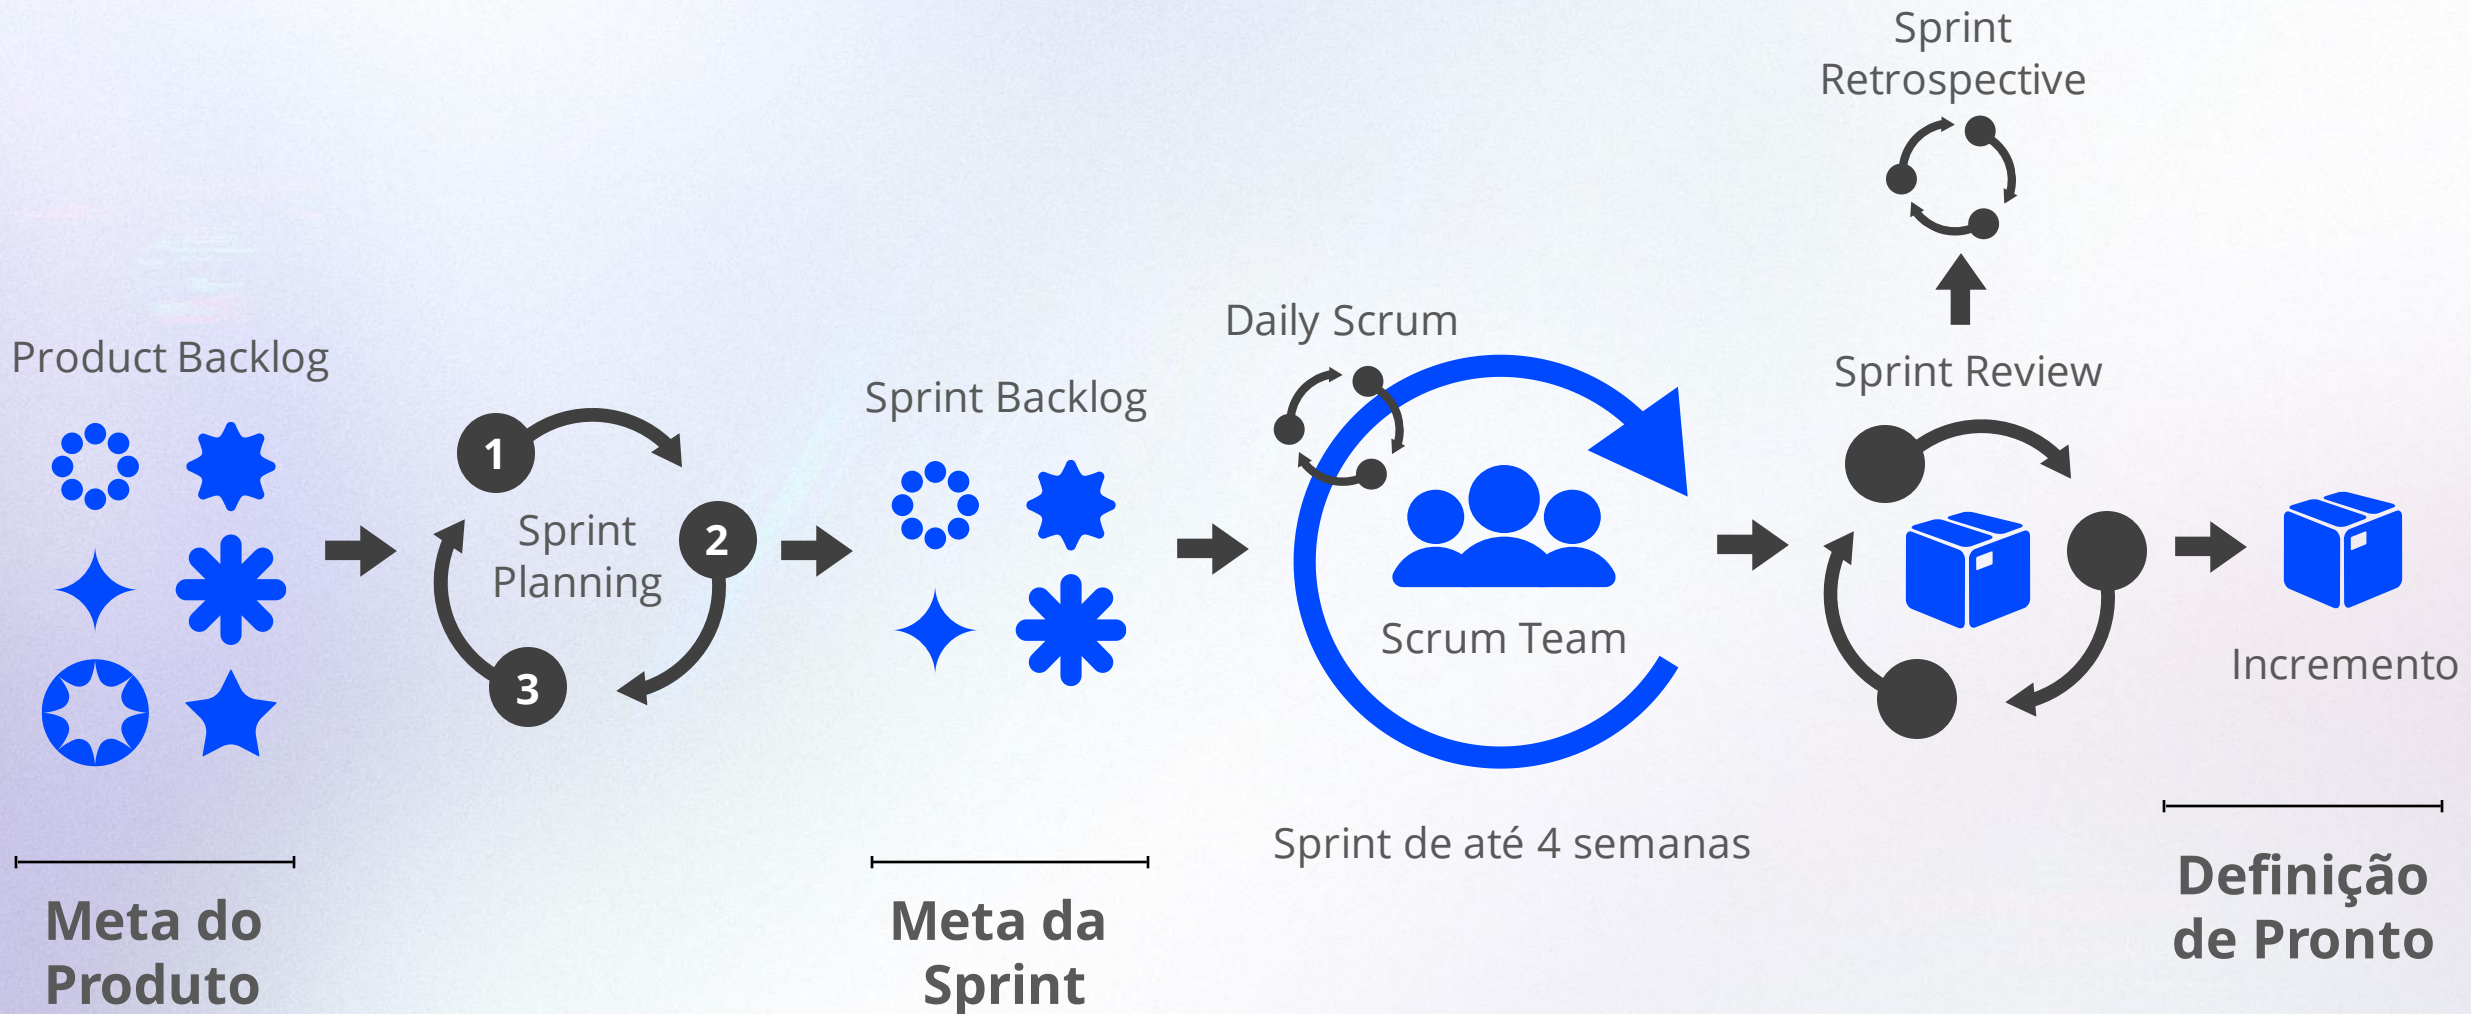 Product Backlog
1
2
3
Sprint
Planning
Sprint Backlog
Daily Scrum
Scrum Team
Sprint de até 4 semanas
Sprint
Retrospective
Sprint Review
Incremento
Meta do
Produto
Meta da
Sprint
Definição
de Pronto